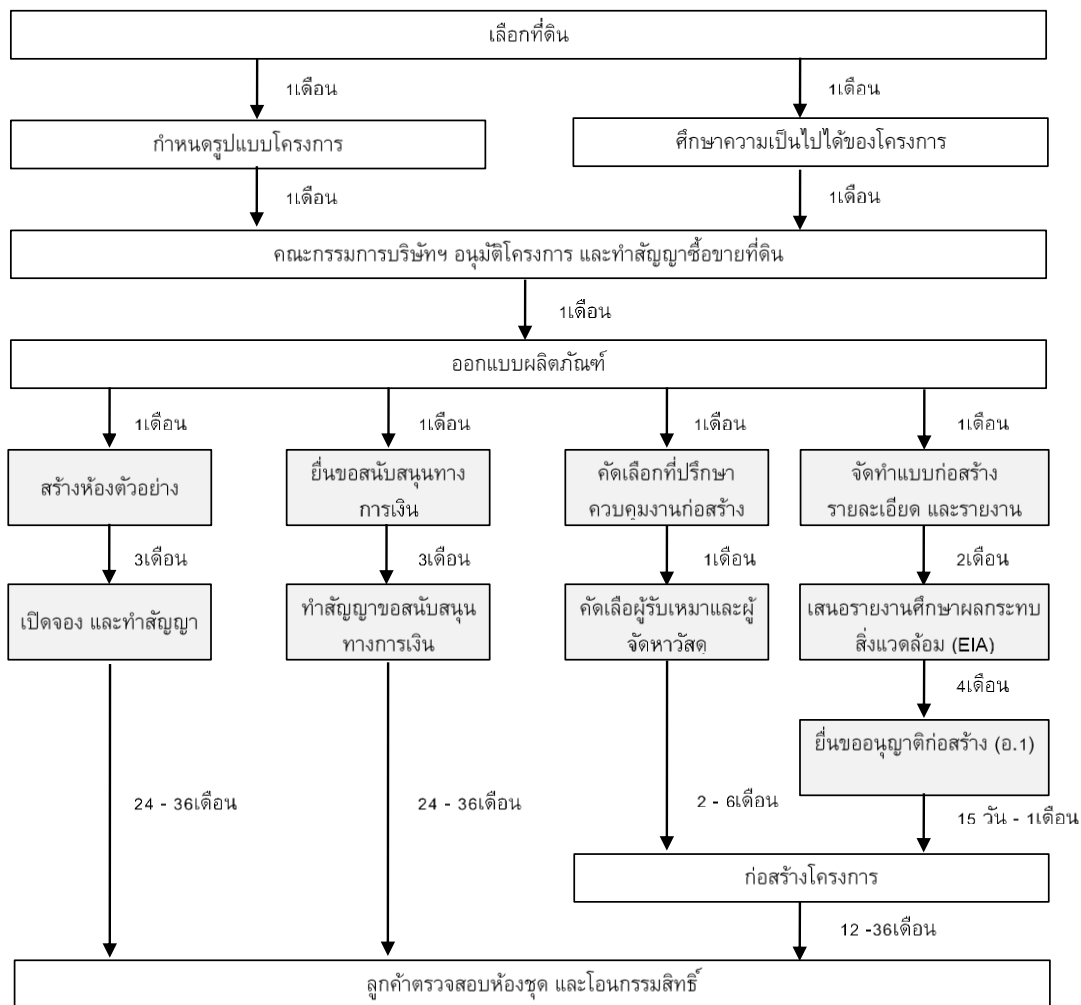 เลือกที่ดิน
1เดือน
1เดือน
กำหนดรูปแบบโครงการ
ศึกษาความเป็นไปได้ของโครงการ
1เดือน
1เดือน
คณะกรรมการบริษัทฯ อนุมัติโครงการ และทำสัญญาซื้อขายที่ดิน
1เดือน
ออกแบบผลิตภัณฑ์
1เดือน
1เดือน
1เดือน
1เดือน
สร้างห้องตัวอย่าง
ยื่นขอสนับสนุนทาง
การเงิน
คัดเลือกที่ปรึกษา
ควบคุมงานก่อสร้าง
จัดทำแบบก่อสร้าง
รายละเอียด และรายงาน
3เดือน
3เดือน
1เดือน
2เดือน
เปิดจอง และทำสัญญา
ทำสัญญาขอสนับสนุน
ทางการเงิน
คัดเลือผู้รับเหมาและผู้
จัดหาวัสดุ
เสนอรายงานศึกษาผลกระทบ
สิ่งแวดล้อม (EIA)
4เดือน
ยื่นขออนุญาติก่อสร้าง (อ.1)
24 - 36เดือน
24 - 36เดือน
2 - 6เดือน
15 วัน - 1เดือน
ก่อสร้างโครงการ
12 -36เดือน
ลูกค้าตรวจสอบห้องชุด และโอนกรรมสิทธิ์